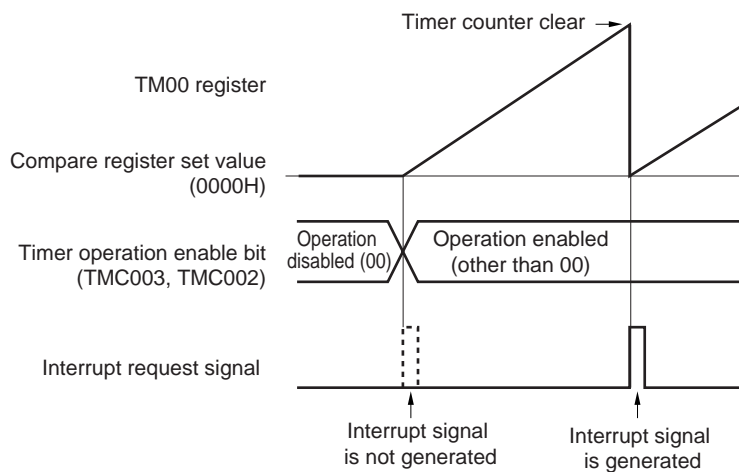 Timer counter clear
TM00 register
Compare register set value
(0000H)
Timer operation enable bit
(TMC003, TMC002)
Operation
disabled (00)
Operation enabled
(other than 00)
Interrupt request signal
Interrupt signal
is not generated
Interrupt signal
is generated